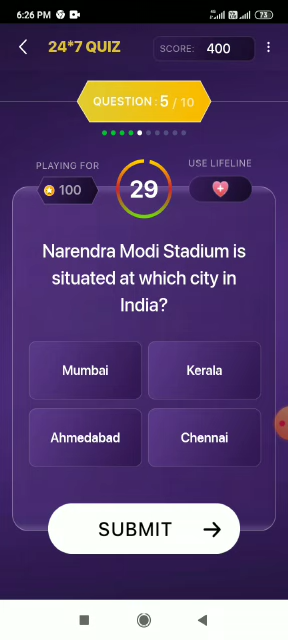 6:26 PM
73
24*7 QUIZ
SCORE: 400
QUESTION : 5 / 10
PLAYING FOR
100
29
USE LIFELINE
Narendra Modi Stadium is
situated at which city in
India?
Mumbai
Kerala
Ahmedabad
Chennai
SUBMIT